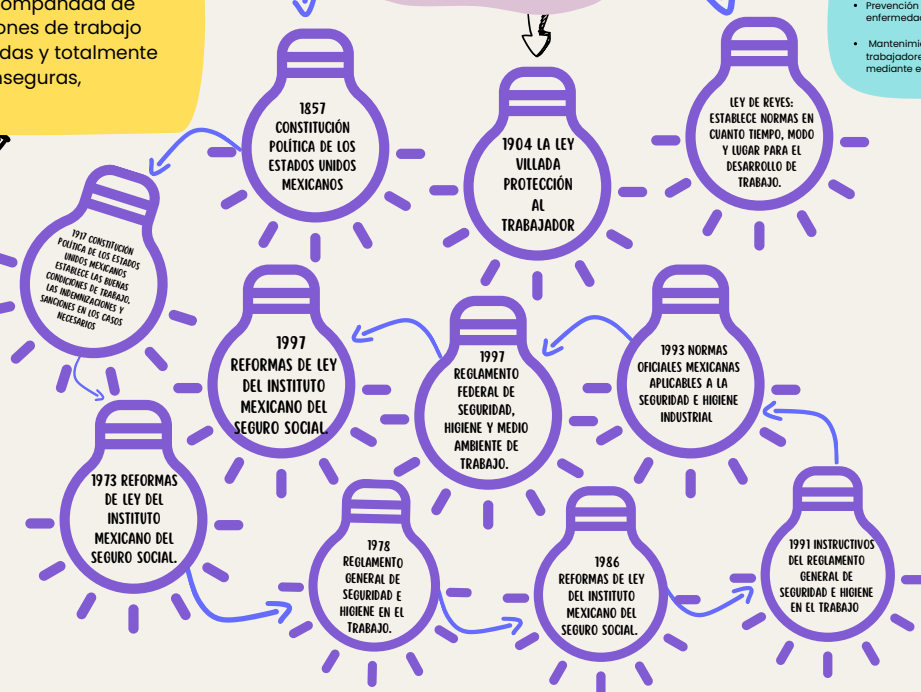 ones de trabajo
das y totalmente
nseguras,
Prevención
mediante e
1857
CONSTITUCIÓN
POLÍTICA DE LOS
ESTADOS UNIDOS
MEXICANOS
1904 LA LEY
VILLADA
PROTECCIÓN
AL
TRABAJADOR
LEY DE REYES:
ESTABLECE NORMAS EN
CUANTO TIEMPO, MODO
Y LUGAR PARA EL
DESARROLLO DE
TRABAJO.
1917 CONSTITUCIÓN
POLÍTICA DE LOS ESTADOS
UNIDOS MEXICANOS
ESTABLECE LAS BUENAS
CONDICIONES DE TRABAJO,
LAS INDEMNIZACIONES Y
SANCIONES EN LOS CASOS
NECESARIOS
1973 REFORMAS
DE LEY DEL
INSTITUTO
MEXICANO DEL
SEGURO SOCIAL.
1978
REGLAMENTO
GENERAL DE
SEGURIDAD E
HIGIENE EN EL
TRABAJO.
1986
REFORMAS DE LEY
DEL INSTITUTO
MEXICANO DEL
SEGURO SOCIAL.
1991 INSTRUCTIVOS
DEL REGLAMENTO
GENERAL DE
SEGURIDAD E HIGIENE
EN EL TRABAJO
1993 NORMAS
OFICIALES MEXICANAS
APLICABLES A LA
SEGURIDAD E HIGIENE
INDUSTRIAL
1997
REGLAMENTO
FEDERAL DE
SEGURIDAD,
HIGIENE Y MEDIO
AMBIENTE DE
TRABAJO.
1997
REFORMAS DE LEY
DEL INSTITUTO
MEXICANO DEL
SEGURO SOCIAL.